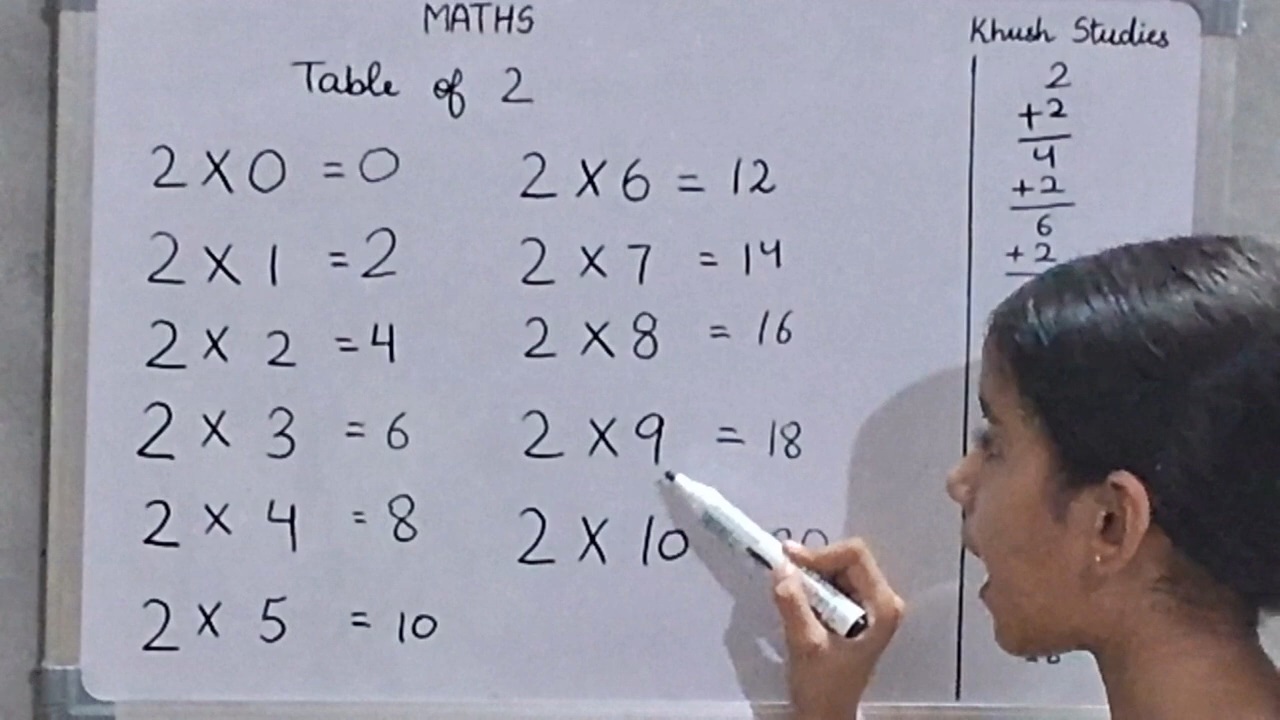 MATHS
Table of 2
2 X 0 = 0
2 X 1 = 2
2 X 2 = 4
2 X 3 = 6
2 X 4 = 8
2 X 5 = 10
2 X 6 = 12
2 X 7 = 14
2 X 8 = 16
2 X 9 = 18
2 X 10
Khush Studies
2
+2
4
+2
6
+2